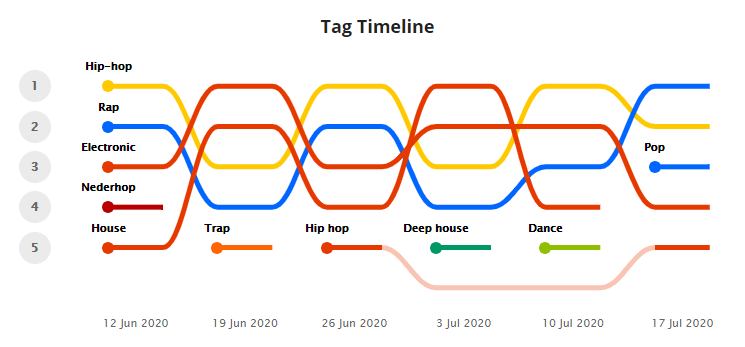 Tag Timeline
Hip-hop
1
Rap
2
Electronic
Pop
3
Nederhop
4
House
Trap
Hip hop
Deep house
Dance
5
12 Jun 2020
19 Jun 2020
26 Jun 2020
3 Jul 2020
10 Jul 2020
17 Jul 2020